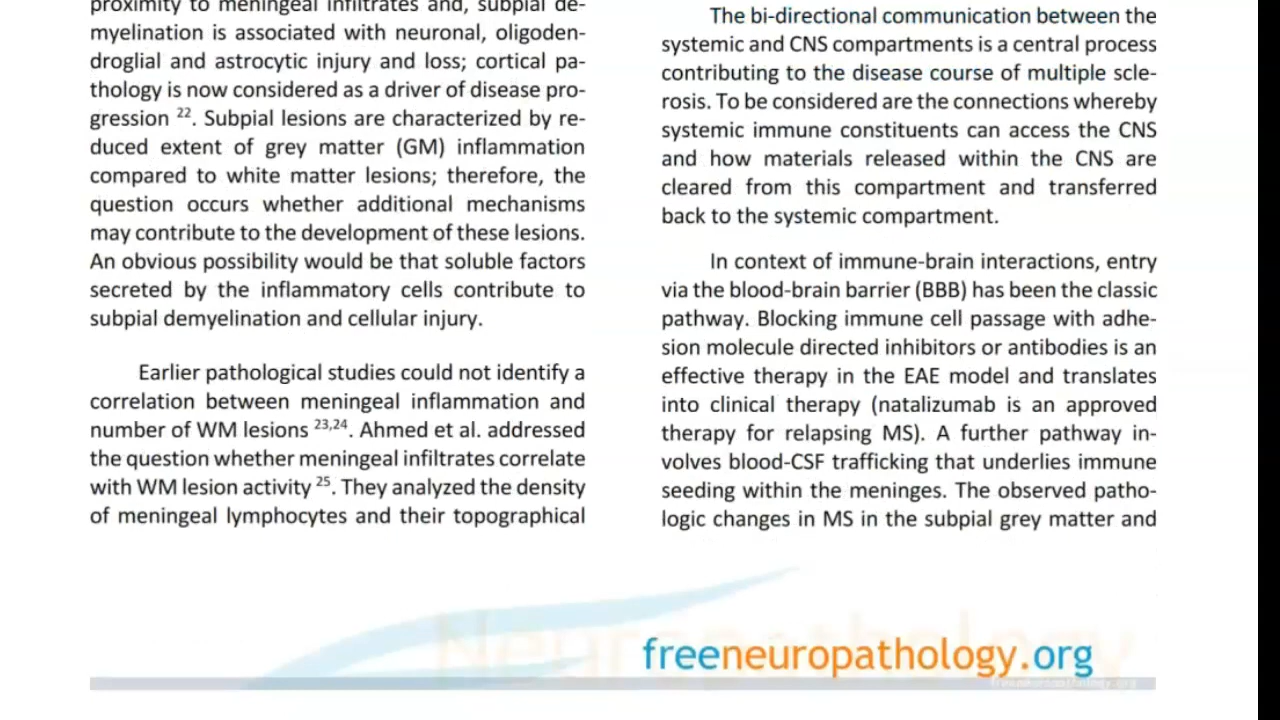 proximity to meningeal infiltrates and, subpial de-
myelination is associated with neuronal, oligoden-
droglial and astrocytic injury and loss; cortical pa-
thology is now considered as a driver of disease pro-
gression 22. Subpial lesions are characterized by re-
duced extent of grey matter (GM) inflammation
compared to white matter lesions; therefore, the
question occurs whether additional mechanisms
may contribute to the development of these lesions.
An obvious possibility would be that soluble factors
secreted by the inflammatory cells contribute to
subpial demyelination and cellular injury.
Earlier pathological studies could not identify a
correlation between meningeal inflammation and
number of WM lesions 23,24. Ahmed et al. addressed
the question whether meningeal infiltrates correlate
with WM lesion activity 25. They analyzed the density
of meningeal lymphocytes and their topographical
The bi-directional communication between the
systemic and CNS compartments is a central process
contributing to the disease course of multiple scle-
rosis. To be considered are the connections whereby
systemic immune constituents can access the CNS
and how materials released within the CNS are
cleared from this compartment and transferred
back to the systemic compartment.
In context of immune-brain interactions, entry
via the blood-brain barrier (BBB) has been the classic
pathway. Blocking immune cell passage with adhe-
sion molecule directed inhibitors or antibodies is an
effective therapy in the EAE model and translates
into clinical therapy (natalizumab is an approved
therapy for relapsing MS). A further pathway in-
volves blood-CSF trafficking that underlies immune
seeding within the meninges. The observed patho-
logic changes in MS in the subpial grey matter and
Neuropathology
freeneuropathology.org
freeneuropathology.org